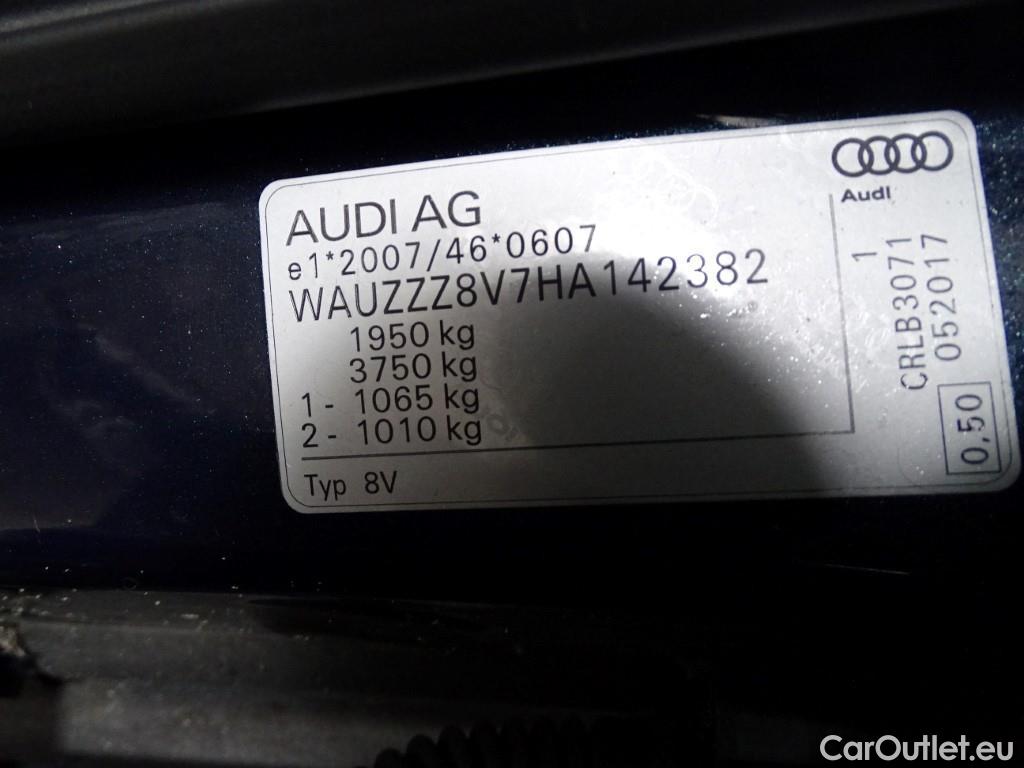 AUDI AG
e1*2007/46*0607
WAUZZZ8V7HA142382
1950 kg
3750 kg
1 - 1065 kg
2 - 1010 kg
Typ 8V
Audi
1
CRLB3071
052017
0,50
CarOutlet.eu